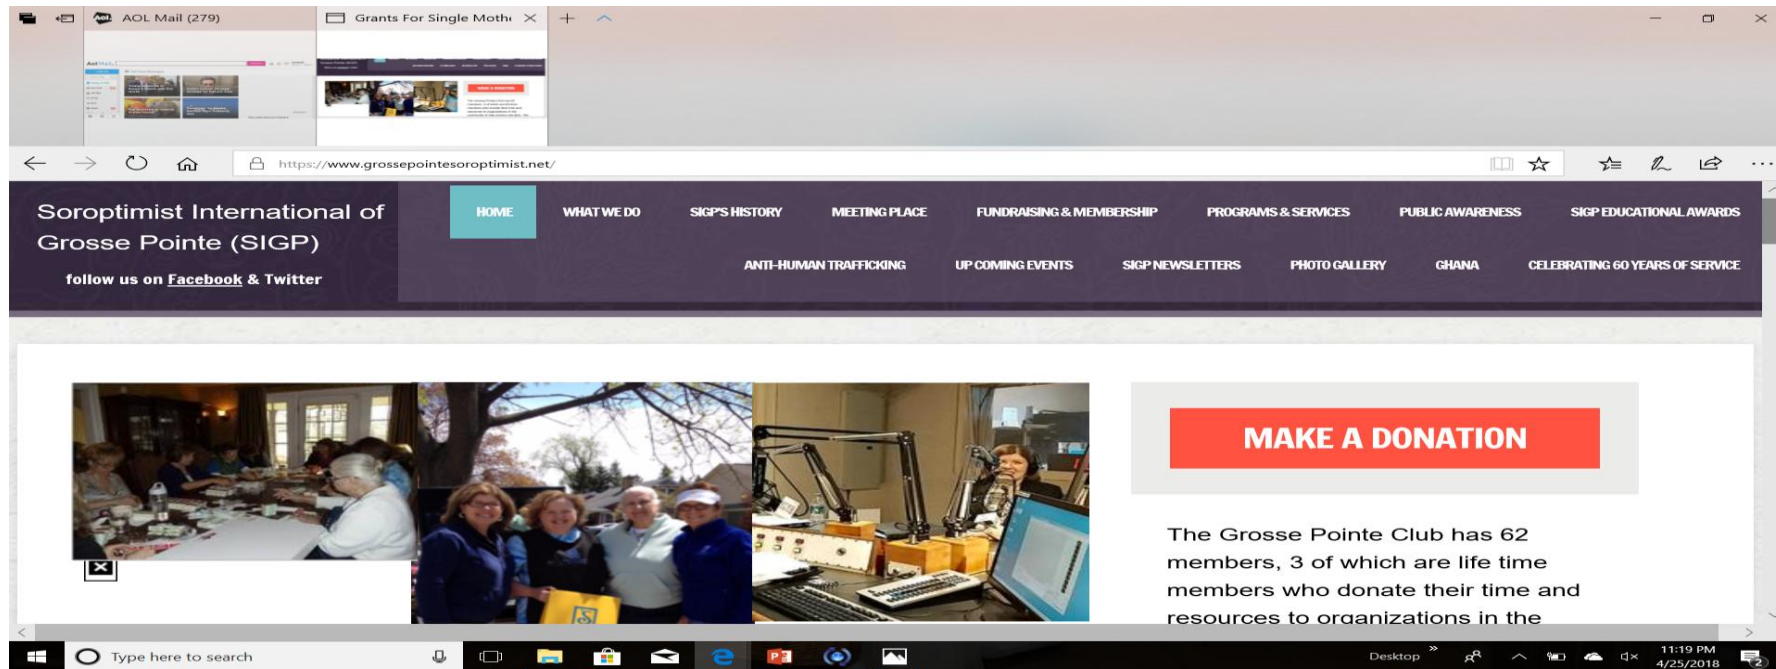 AOL Mail (279)
Grants For Single Moth
https://www.grossepointesoroptimist.net/
Soroptimist International of
Grosse Pointe (SIGP)
follow us on Facebook & Twitter
HOME WHAT WE DO SIGP'S HISTORY MEETING PLACE FUNDRAISING & MEMBERSHIP PROGRAMS & SERVICES PUBLIC AWARENESS SIGP EDUCATIONAL AWARDS
ANTI-HUMAN TRAFFICKING UP COMING EVENTS SIGP NEWSLETTERS PHOTO GALLERY GHANA CELEBRATING 60 YEARS OF SERVICE
MAKE A DONATION
The Grosse Pointe Club has 62
members, 3 of which are life time
members who donate their time and
resources to organizations in the
Type here to search
Desktop
11:19 PM
4/25/2018
2